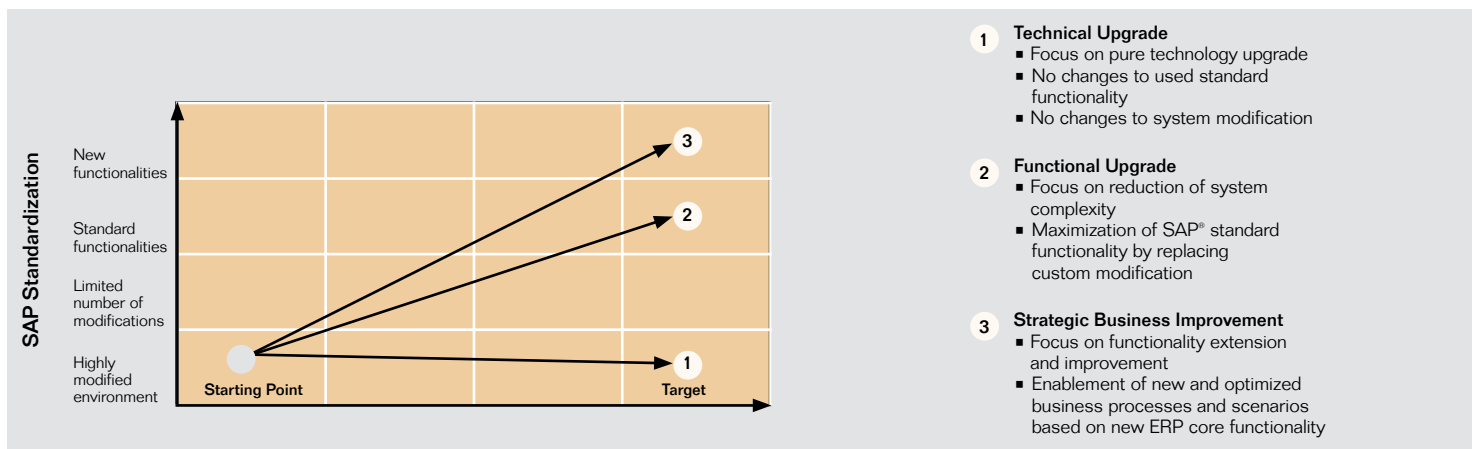 SAP Standardization
New
functionalities
Standard
functionalities
Limited
number of
modifications
Highly
modified
environment
Starting Point
Target
3
2
1
1
Technical Upgrade
▪ Focus on pure technology upgrade
▪ No changes to used standard
functionality
▪ No changes to system modification
2
Functional Upgrade
▪ Focus on reduction of system
complexity
▪ Maximization of SAP® standard
functionality by replacing
custom modification
3
Strategic Business Improvement
▪ Focus on functionality extension
and improvement
▪ Enablement of new and optimized
business processes and scenarios
based on new ERP core functionality